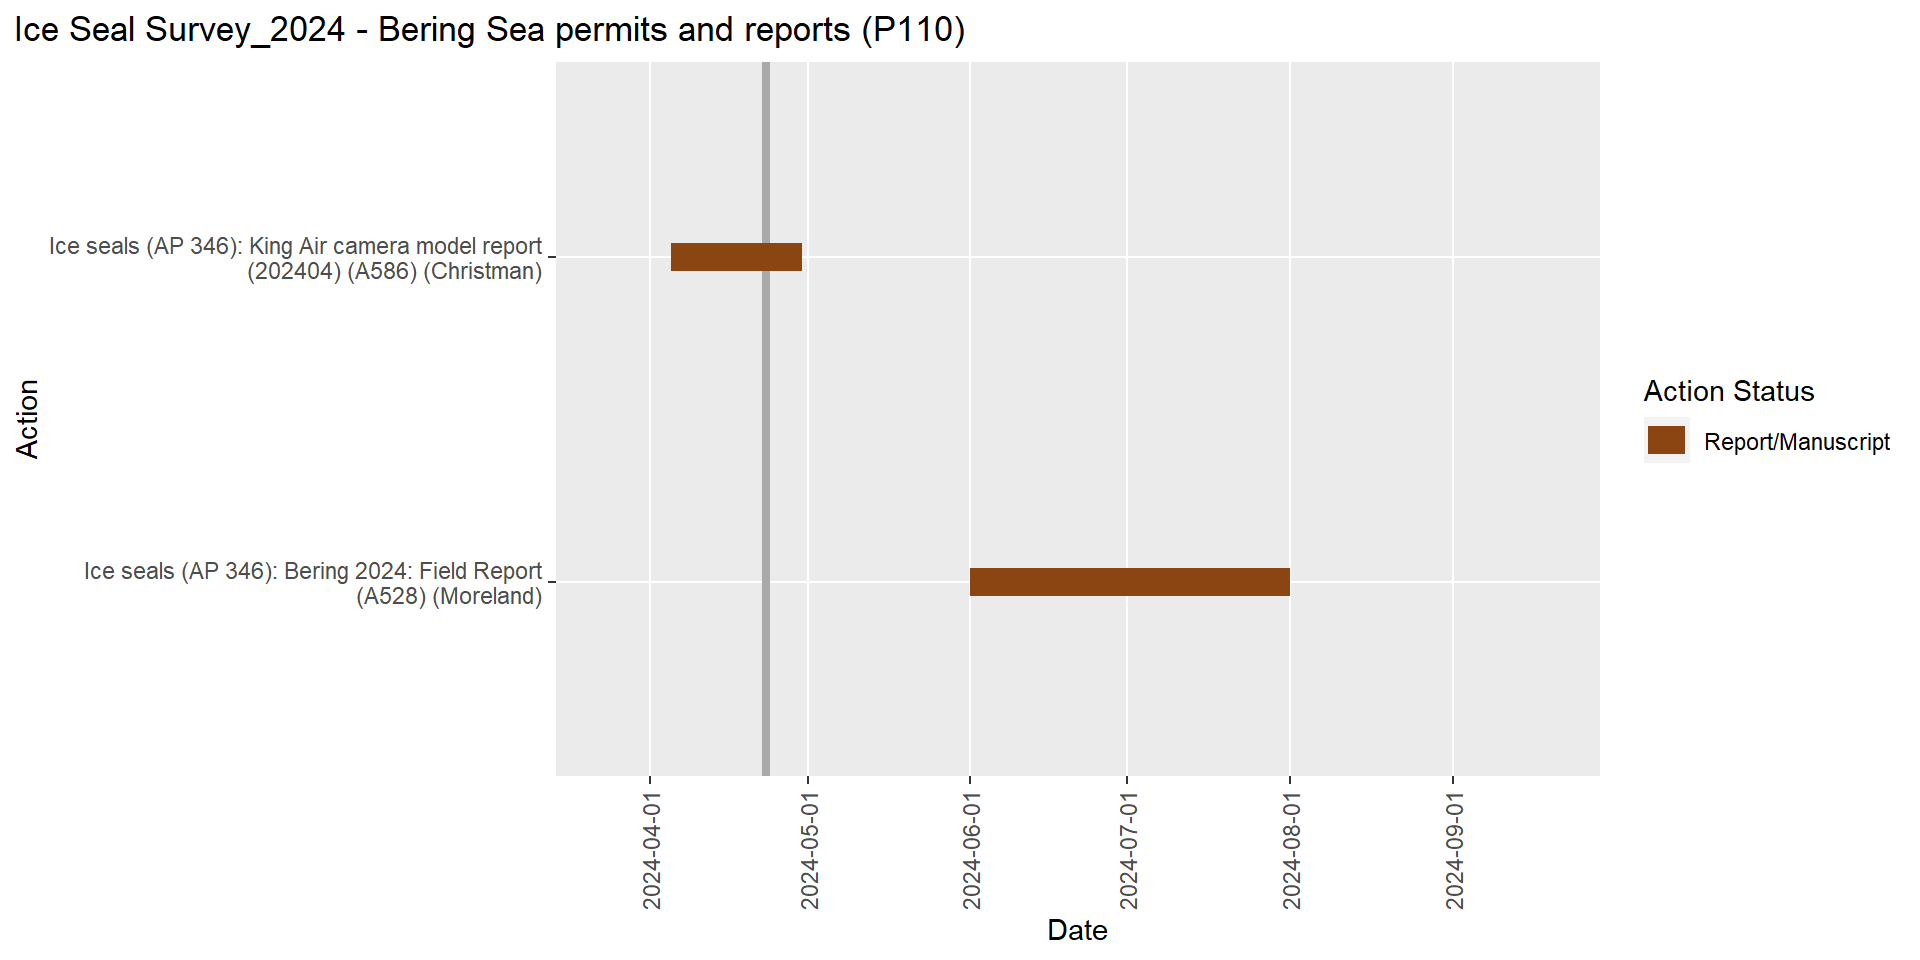 Ice Seal Survey_2024 - Bering Sea permits and reports (P110)
Action
Ice seals (AP 346): King Air camera model report
(202404) (A586) (Christman)
Ice seals (AP 346): Bering 2024: Field Report
(A528) (Moreland)
2024-04-01
2024-05-01
2024-06-01
2024-07-01
2024-08-01
2024-09-01
Date
Action Status
Report/Manuscript